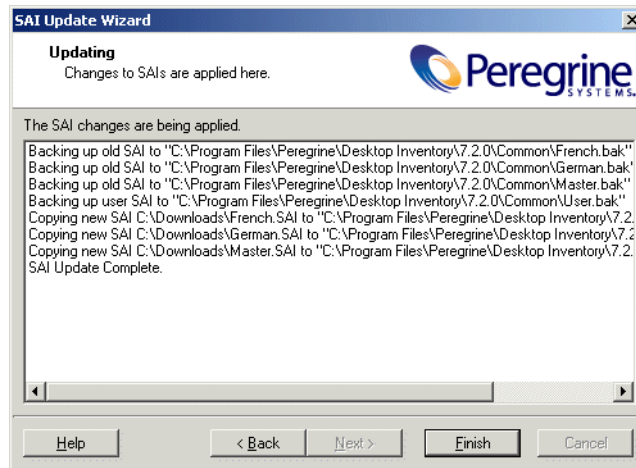 SAI Update Wizard
Updating
Changes to SAIs are applied here.
Peregrine
SYSTEMS
The SAI changes are being applied.
Backing up old SAI to "C:\Program Files\Peregrine\Desktop Inventory\7.2.0\Common\French.bak"
Backing up old SAI to "C:\Program Files\Peregrine\Desktop Inventory\7.2.0\Common\German.bak"
Backing up old SAI to "C:\Program Files\Peregrine\Desktop Inventory\7.2.0\Common\Master.bak"
Backing up user SAI to "C:\Program Files\Peregrine\Desktop Inventory\7.2.0\Common\User.bak"
Copying new SAI C:\Downloads\French.SAI to "C:\Program Files\Peregrine\Desktop Inventory\7.2.
Copying new SAI C:\Downloads\German.SAI to "C:\Program Files\Peregrine\Desktop Inventory\7.2
Copying new SAI C:\Downloads\Master.SAI to "C:\Program Files\Peregrine\Desktop Inventory\7.2.
SAI Update Complete.
Help
< Back
Next >
Finish
Cancel